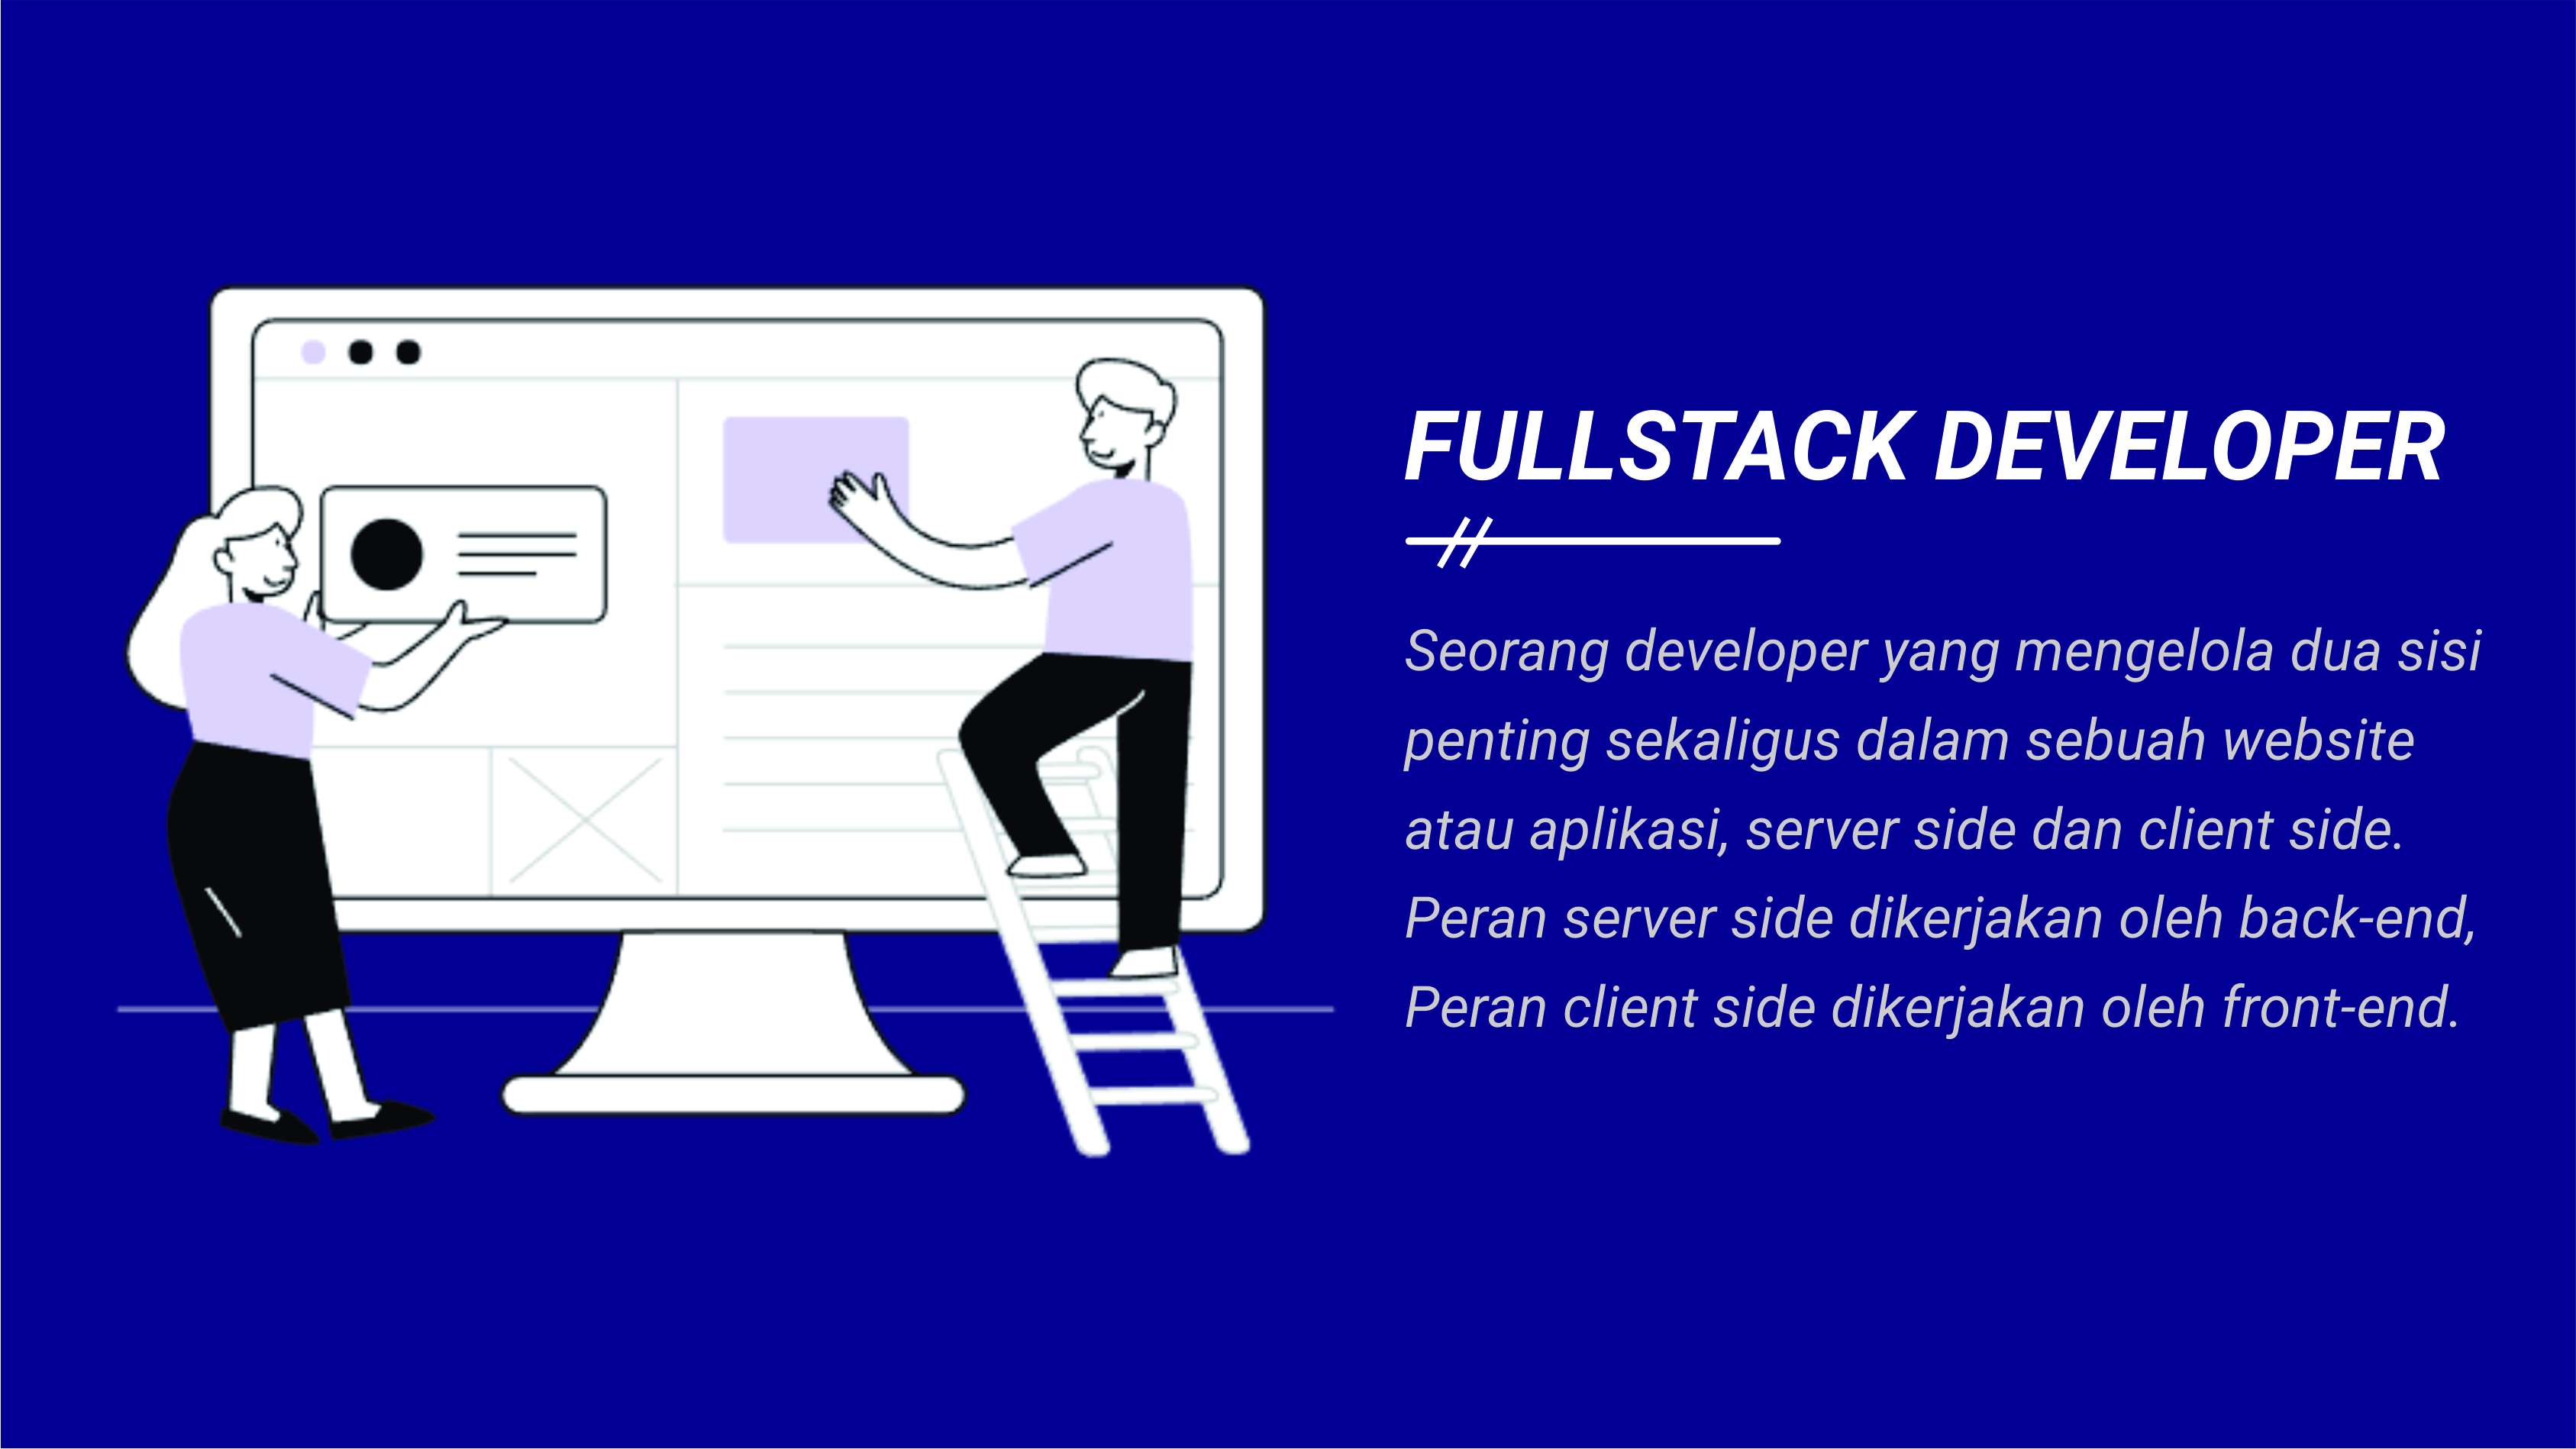 FULLSTACK DEVELOPER
Seorang developer yang mengelola dua sisi
penting sekaligus dalam sebuah website
atau aplikasi, server side dan client side.
Peran server side dikerjakan oleh back-end,
Peran client side dikerjakan oleh front-end.